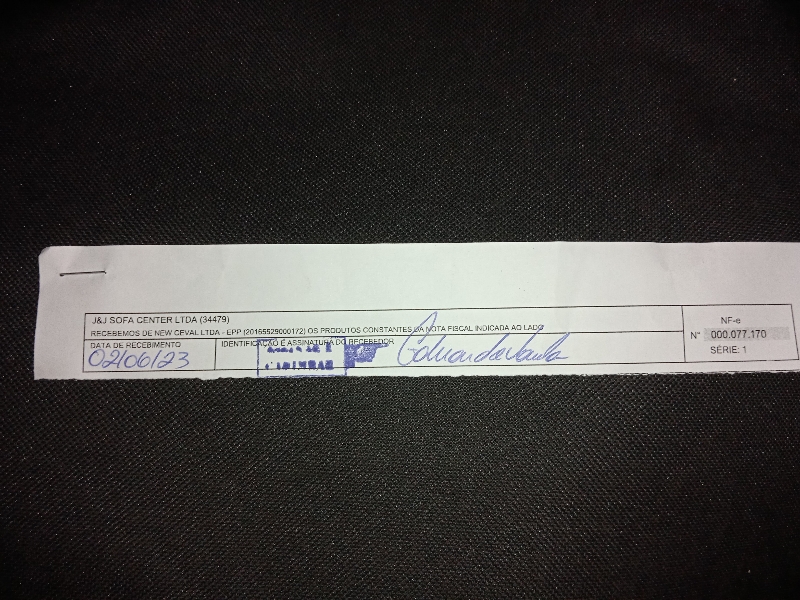 J&J SOFA CENTER LTDA (34479)
RECEBEMOS DE NEW CEVAL LTDA - EPP (20165529000172) OS PRODUTOS CONSTANTES DA NOTA FISCAL INDICADA AO LADO
DATA DE RECEBIMENTO
02/06/23
IDENTIFICAÇÃO E ASSINATURA DO RECEBEDOR
NF-e
N° 000.077.170
SÉRIE: 1